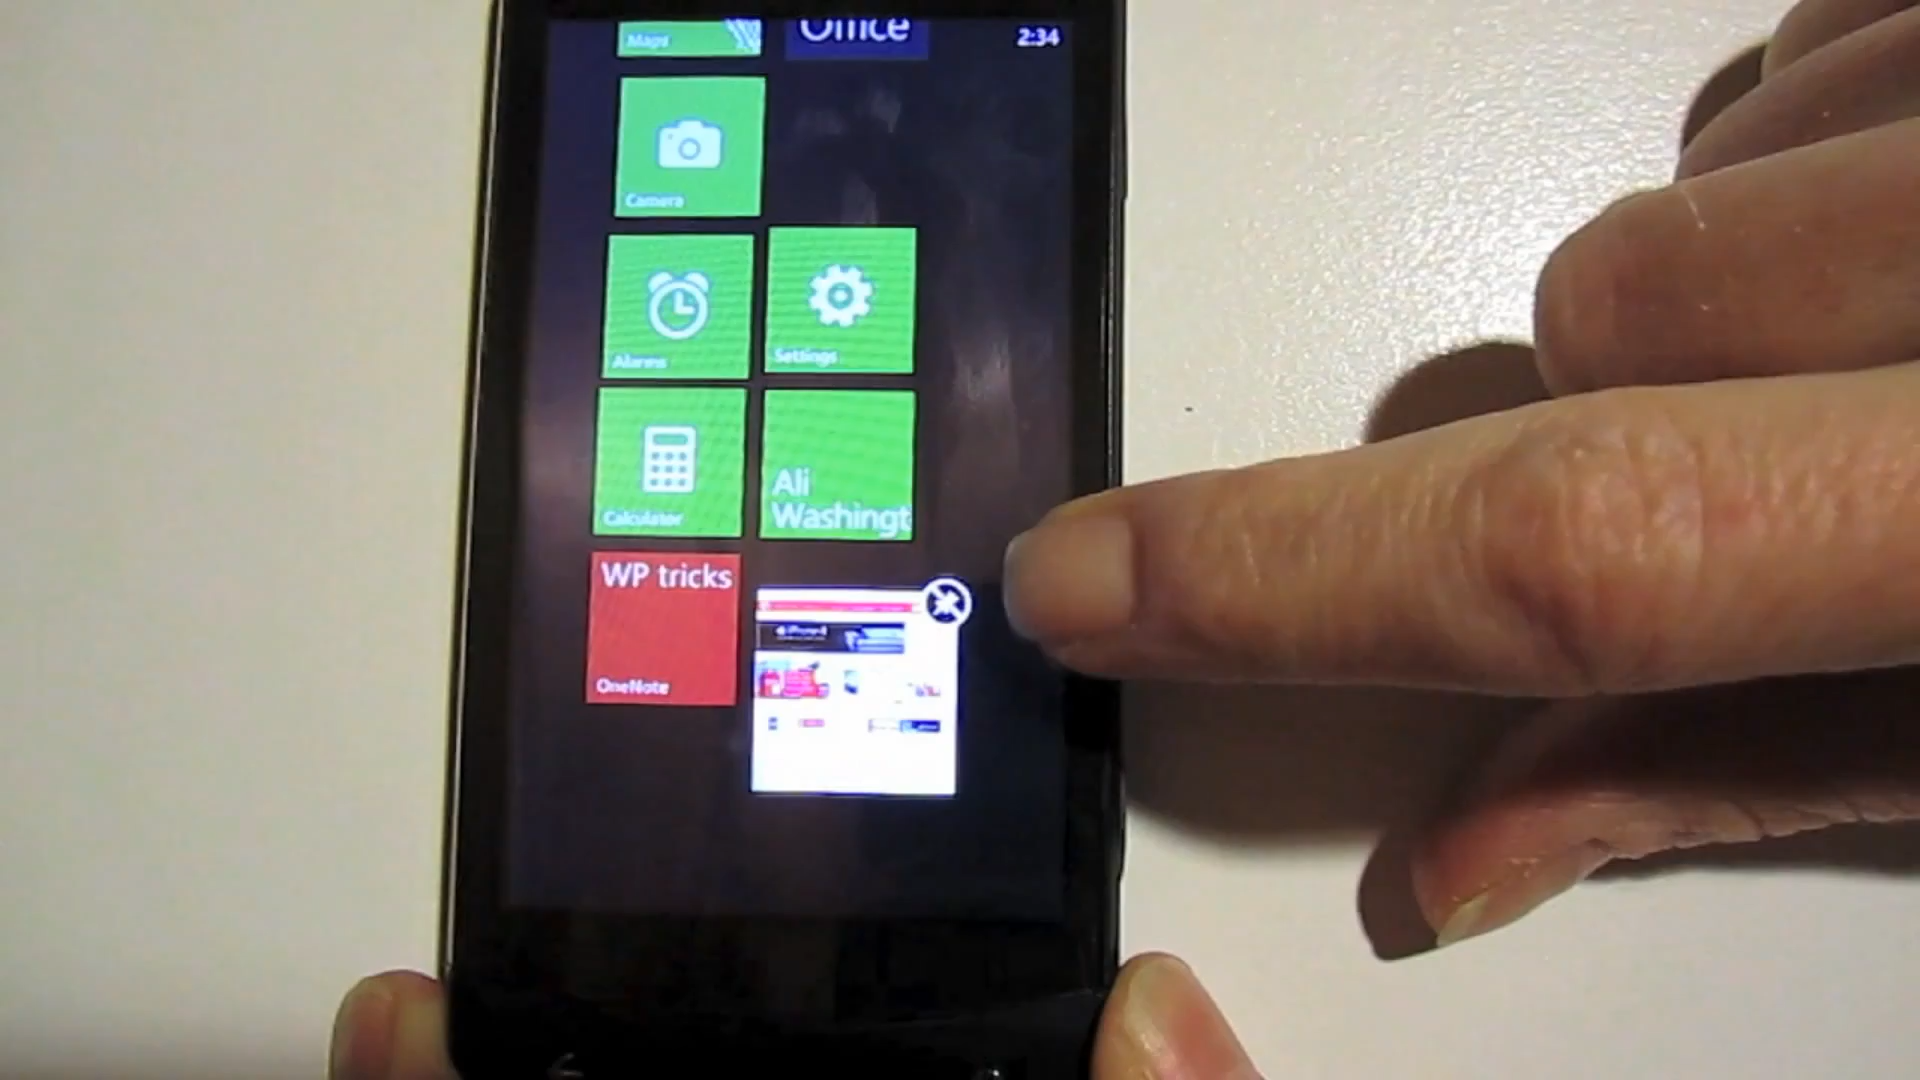 Maps
Office
2:34
Camera
Alarms
Settings
Calculator
Ali
Washingt
WP tricks
OneNote